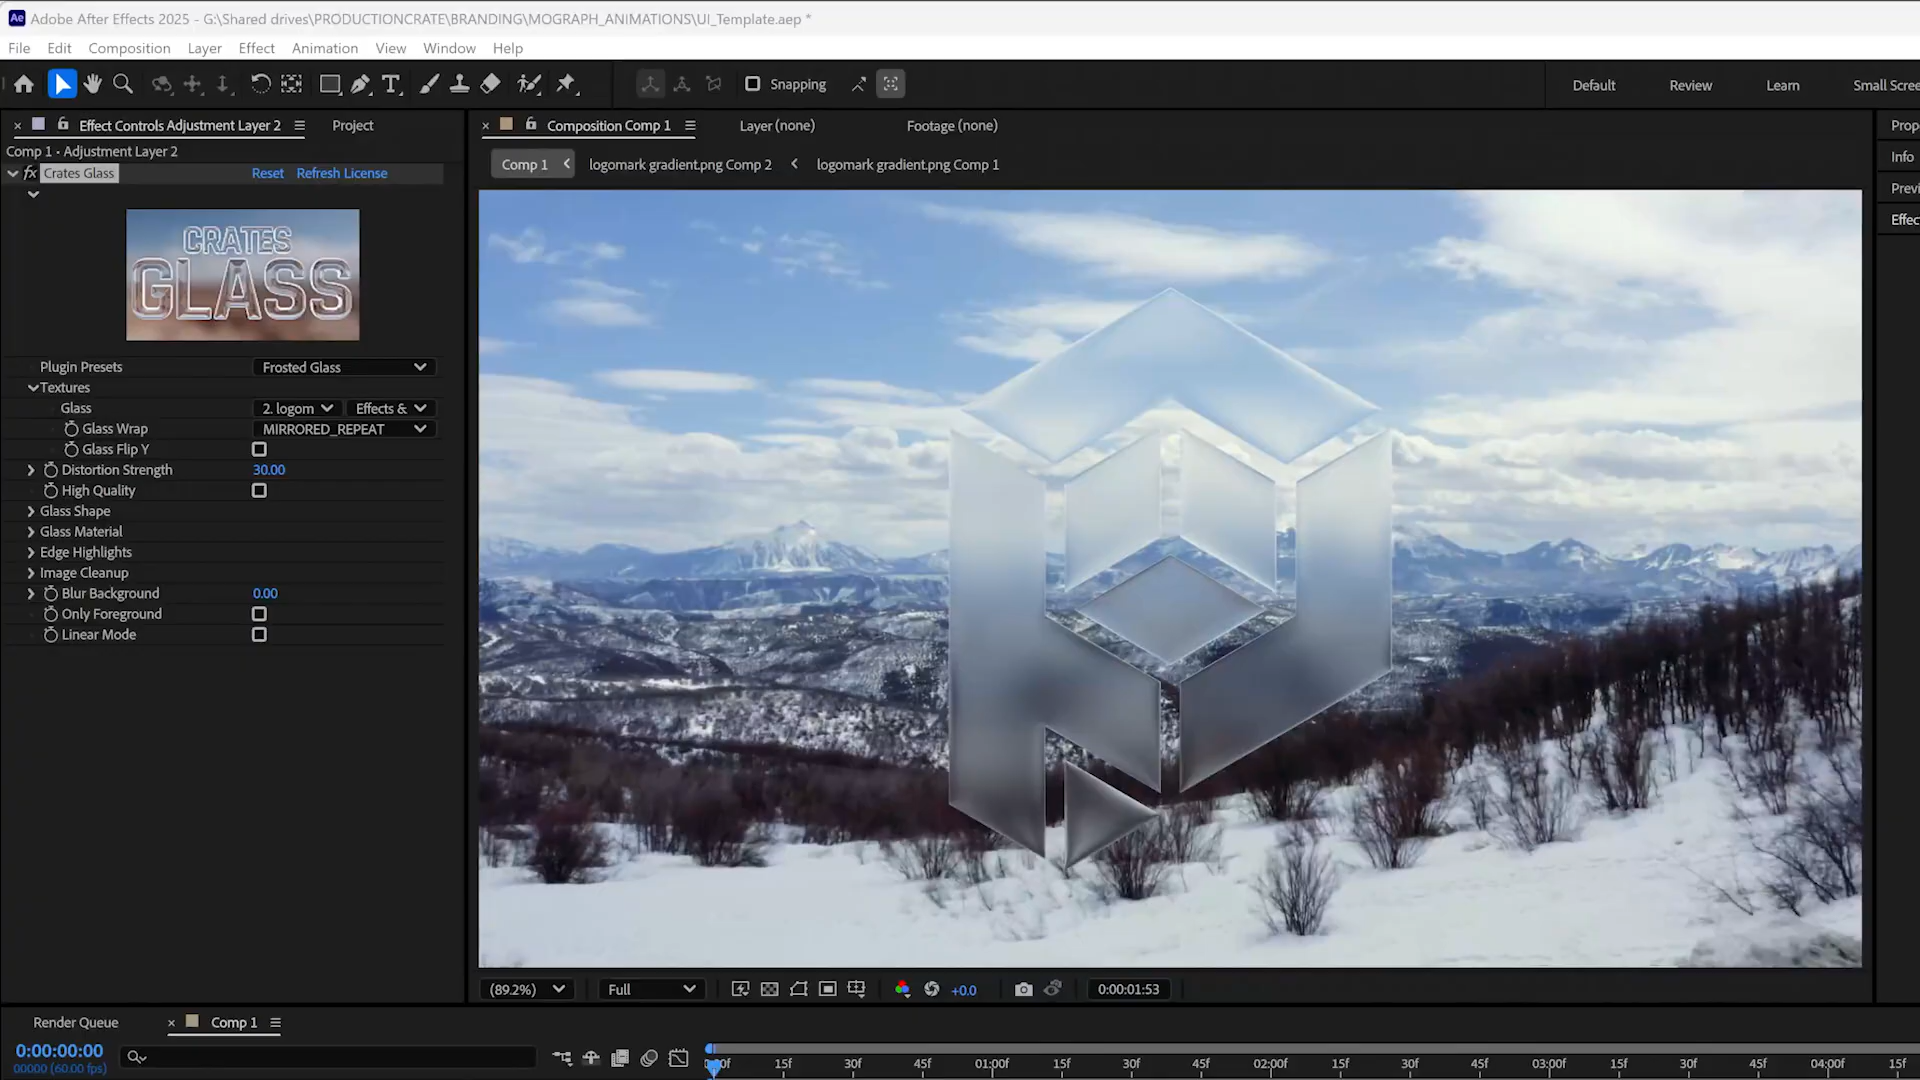 Adobe After Effects 2025 - G:\Shared drives\PRODUCTIONCRATE\BRANDING\MOGRAPH_ANIMATIONS\UI_Template.aep *
File Edit Composition Layer Effect Animation View Window Help
Snapping Default Review Learn Small Scree
Effect Controls Adjustment Layer 2 Project Composition Comp 1 Layer (none) Footage (none) Prop
Comp 1 • Adjustment Layer 2
Comp 1 logomark gradient.png Comp 2 logomark gradient.png Comp 1
Info
fx Crates Glass Reset Refresh License
Previ
Effec
CRATES
GLASS
Plugin Presets Frosted Glass
Textures
Glass 2. logom Effects &
Glass Wrap MIRRORED_REPEAT
Glass Flip Y
Distortion Strength 30.00
High Quality
Glass Shape
Glass Material
Edge Highlights
Image Cleanup
Blur Background 0.00
Only Foreground
Linear Mode
(89.2%) Full +0.0 0:00:01:53
Render Queue Comp 1
0:00:00:00
00000 (60.00 fps)
0:00f 15f 30f 45f 01:00f 15f 30f 45f 02:00f 15f 30f 45f 03:00f 15f 30f 45f 04:00f 15f